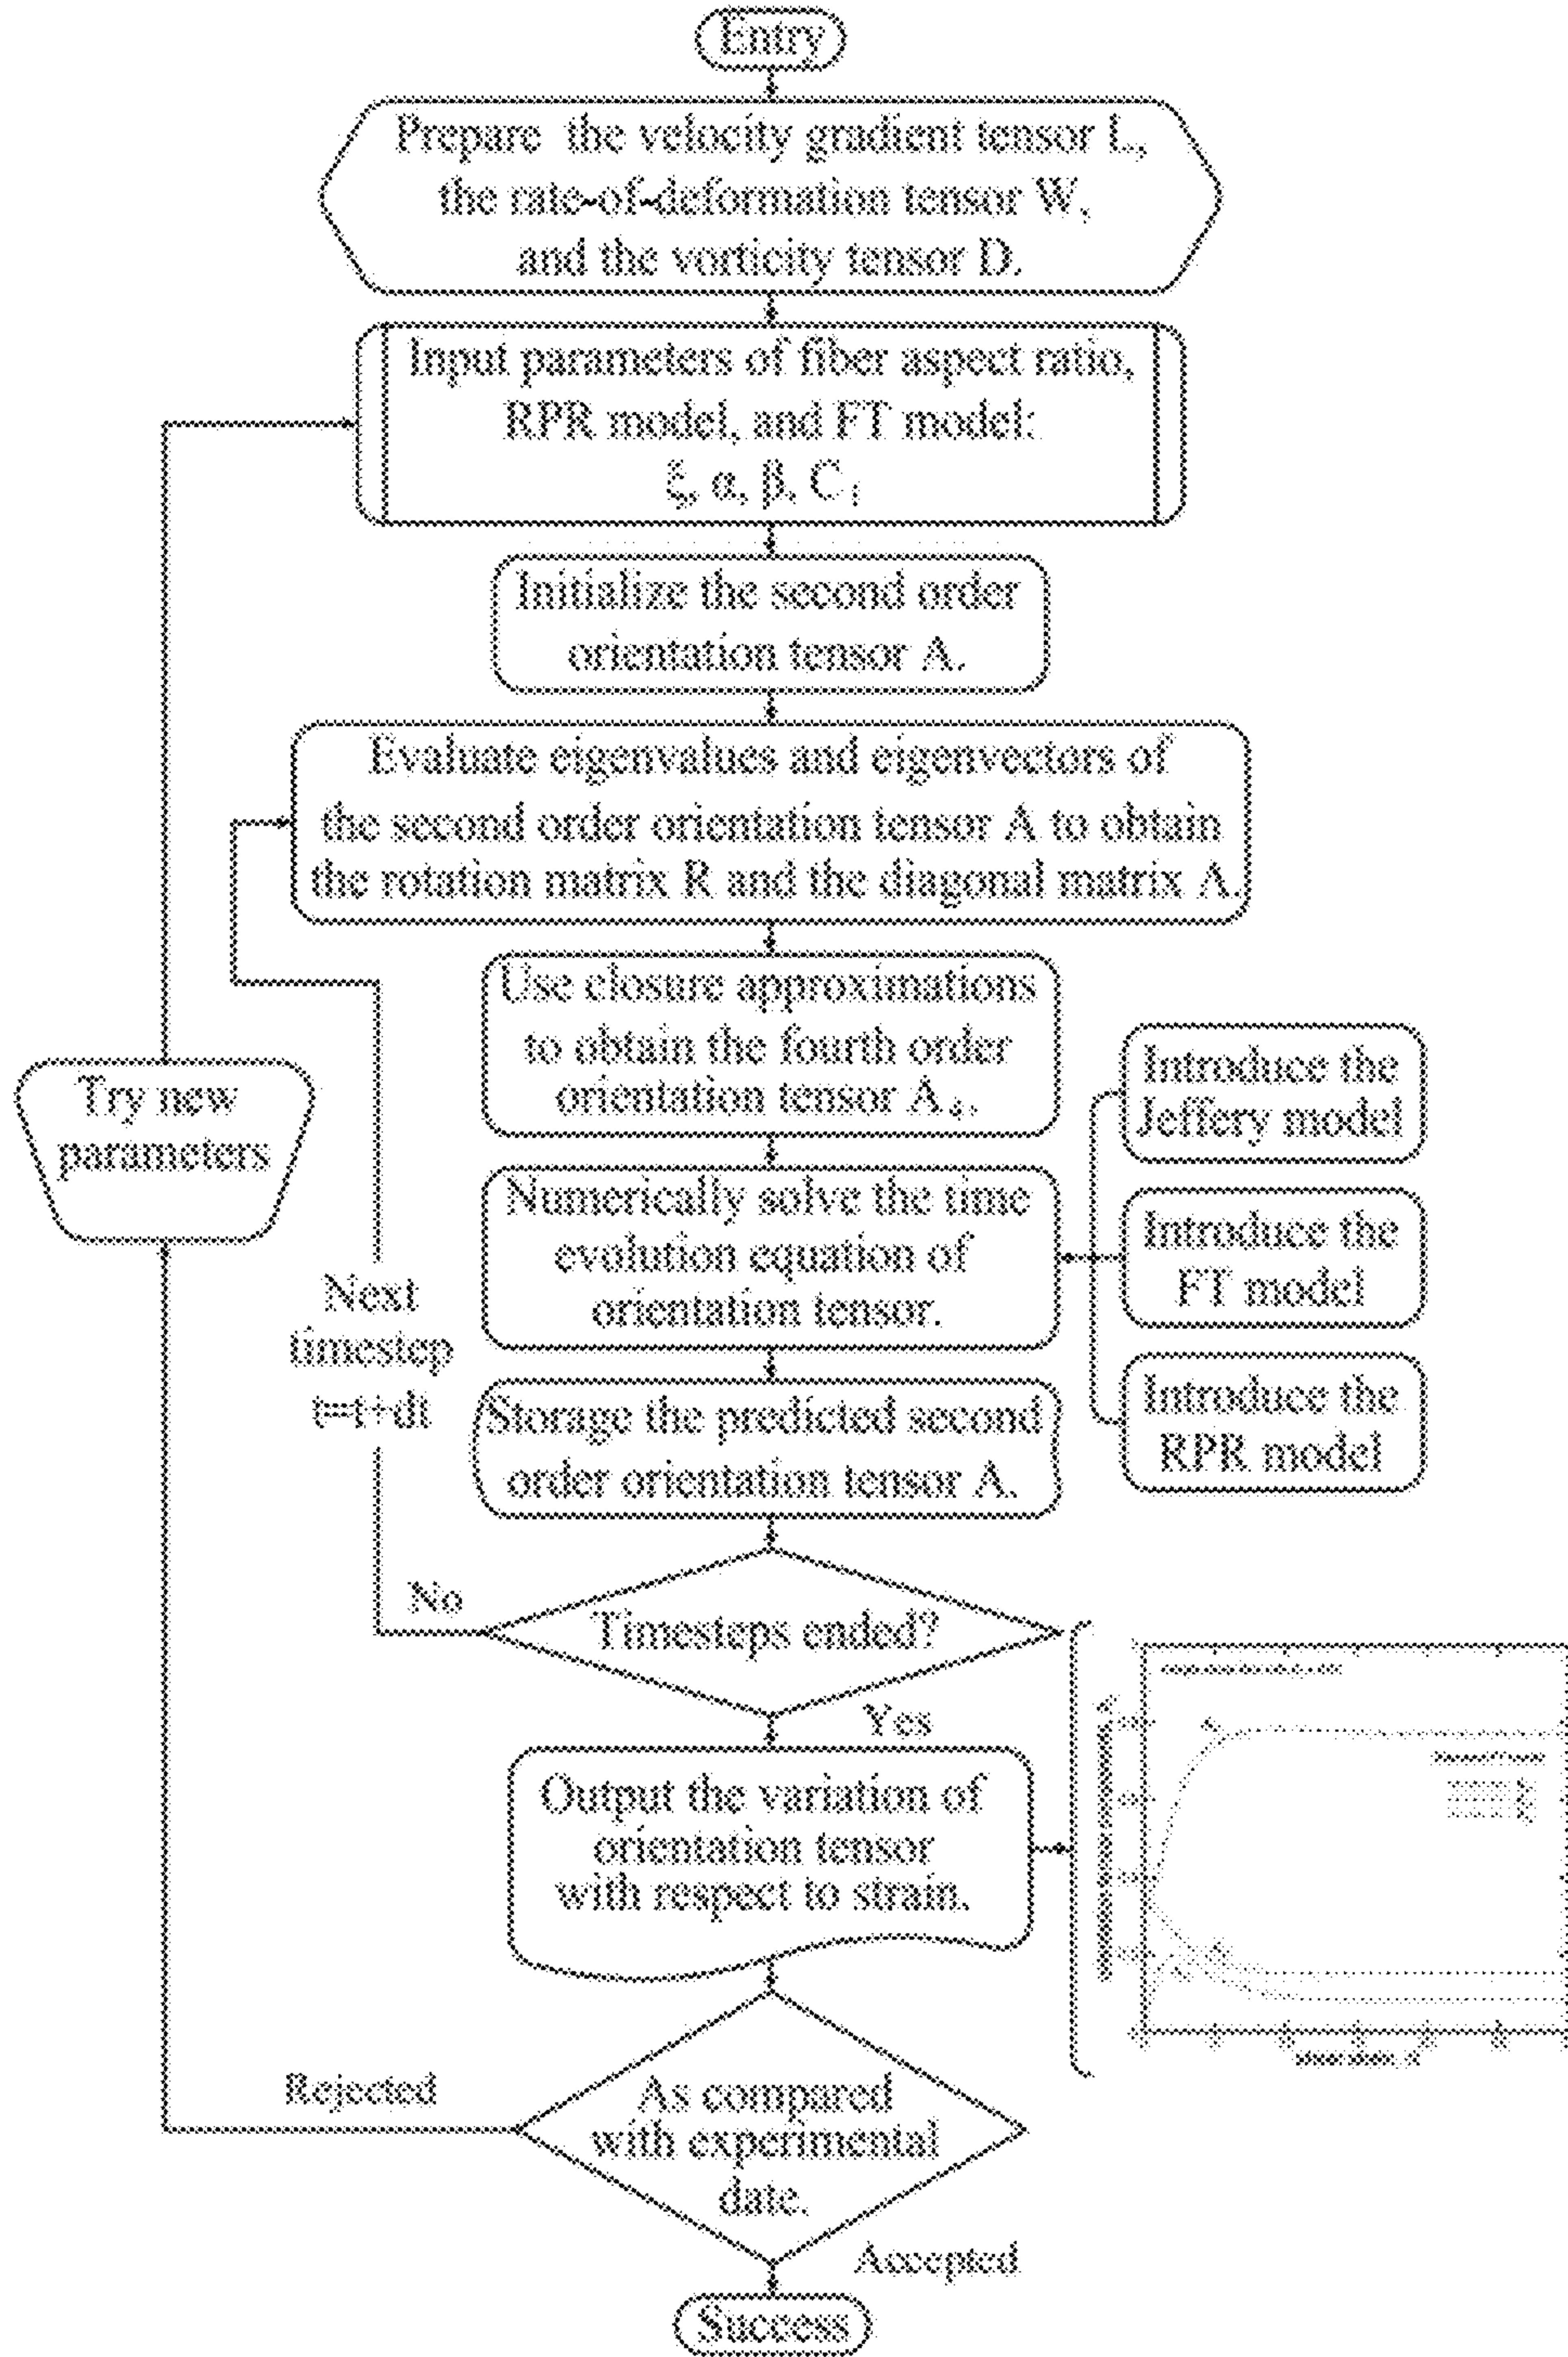 Entry
Prepare the velocity gradient tensor L,
the rate-of-deformation tensor W,
and the vorticity tensor D.
Input parameters of fiber aspect ratio,
RPR model, and FT model:
ξ, α, β, C
Initialize the second order
orientation tensor A.
Evaluate eigenvalues and eigenvectors of
the second order orientation tensor A to obtain
the rotation matrix R and the diagonal matrix Λ.
Use closure approximations
to obtain the fourth order
orientation tensor A₄.
Introduce the
Jeffery model
Try new
parameters
Numerically solve the time
evolution equation of
orientation tensor.
Introduce the
FT model
Next
timestep
t=t+dt
Storage the predicted second
order orientation tensor A.
Introduce the
RPR model
No
Timesteps ended?
Yes
Output the variation of
orientation tensor
with respect to strain.
Rejected
As compared
with experimental
date.
Accepted
Success